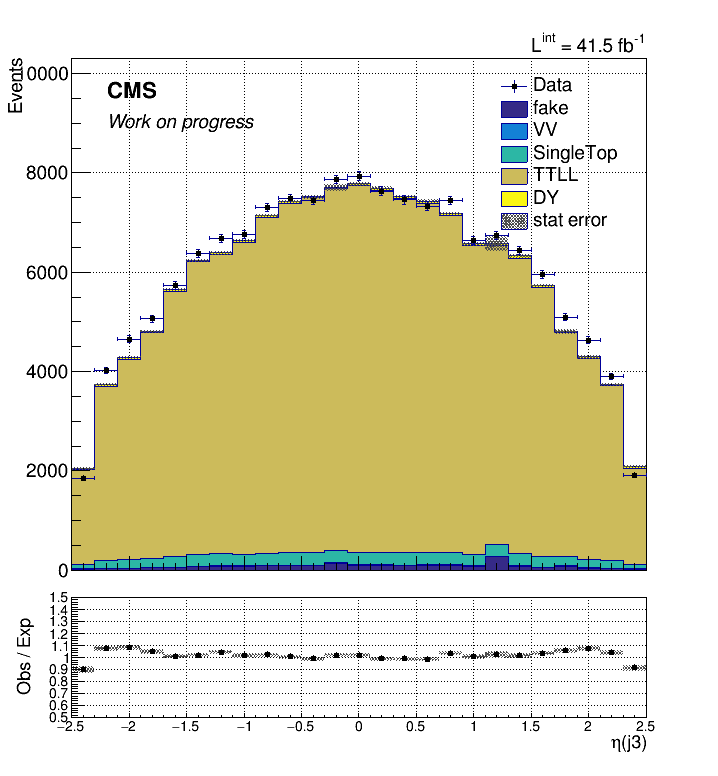 L^int = 41.5 fb^-1
Events
10000
8000
6000
4000
2000
0
CMS
Work on progress
Data
fake
VV
SingleTop
TTLL
DY
stat error
Obs / Exp
1.5
1.4
1.3
1.2
1.1
1
0.9
0.8
0.7
0.6
0.5
−2.5 −2 −1.5 −1 −0.5 0 0.5 1 1.5 2 2.5
η(j3)